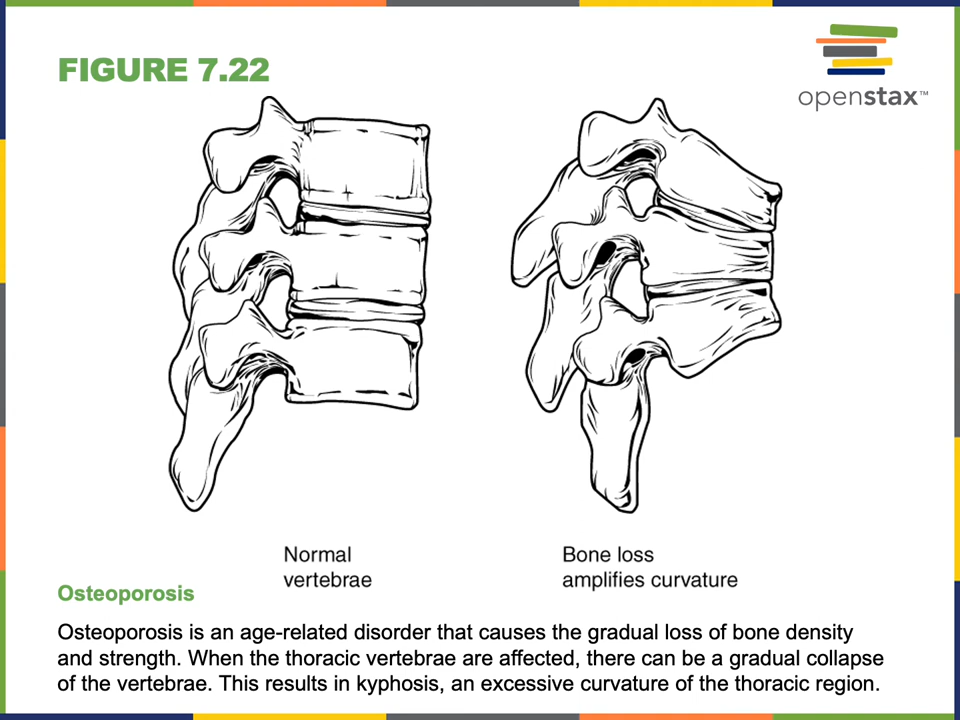 FIGURE 7.22
openstax™
Normal
vertebrae
Bone loss
amplifies curvature
Osteoporosis
Osteoporosis is an age-related disorder that causes the gradual loss of bone density
and strength. When the thoracic vertebrae are affected, there can be a gradual collapse
of the vertebrae. This results in kyphosis, an excessive curvature of the thoracic region.